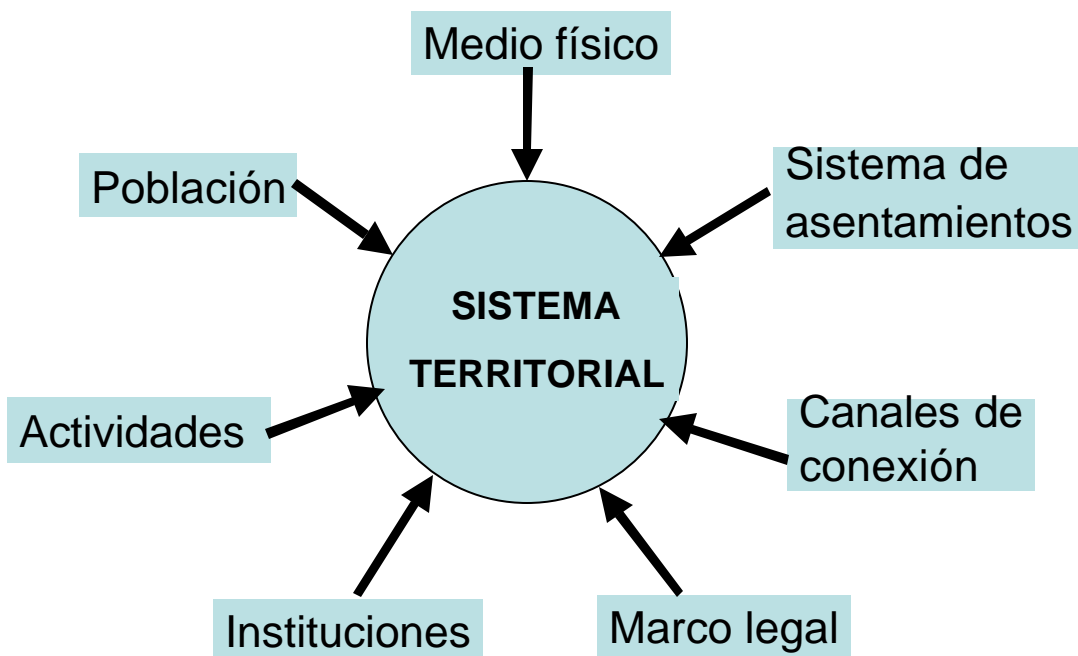 Medio físico
Población
Sistema de
asentamientos
SISTEMA
TERRITORIAL
Actividades
Canales de
conexión
Instituciones
Marco legal